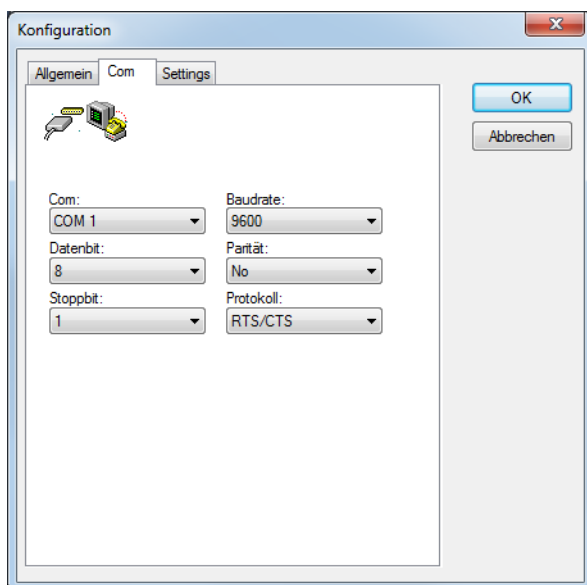 Konfiguration
Allgemein Com Settings
OK
Abbrechen
Com: Baudrate:
COM 1 9600
Datenbit: Parität:
8 No
Stoppbit: Protokoll:
1 RTS/CTS